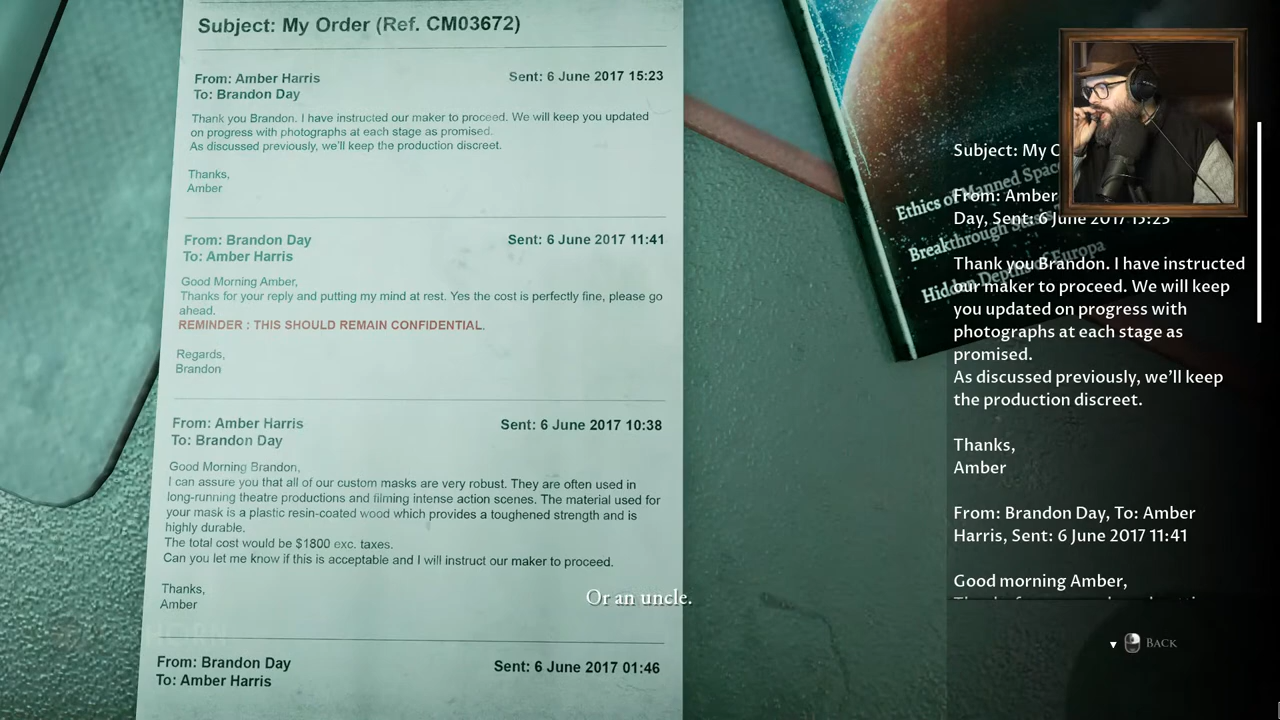 Subject: My Order (Ref. CM03672)
From: Amber Harris
Sent: 6 June 2017 15:23
To: Brandon Day
Thank you Brandon. I have instructed our maker to proceed. We will keep you updated
on progress with photographs at each stage as promised.
As discussed previously, we'll keep the production discreet.
Thanks,
Amber
From: Brandon Day
Sent: 6 June 2017 11:41
To: Amber Harris
Good Morning Amber,
Thanks for your reply and putting my mind at rest. Yes the cost is perfectly fine, please go
ahead.
REMINDER : THIS SHOULD REMAIN CONFIDENTIAL.
Regards,
Brandon
From: Amber Harris
Sent: 6 June 2017 10:38
To: Brandon Day
Good Morning Brandon,
I can assure you that all of our custom masks are very robust. They are often used in
long-running theatre productions and filming intense action scenes. The material used for
your mask is a plastic resin-coated wood which provides a toughened strength and is
highly durable.
The total cost would be $1800 exc. taxes.
Can you let me know if this is acceptable and I will instruct our maker to proceed.
Thanks,
Amber
From: Brandon Day
Sent: 6 June 2017 01:46
To: Amber Harris
Or an uncle.
Ethics of Manned Space
Breakthrough
Hidden Depths of Europa
Subject: My O
From: Amber
Day, Sent: 6 June 2017 15:23
Thank you Brandon. I have instructed
our maker to proceed. We will keep
you updated on progress with
photographs at each stage as
promised.
As discussed previously, we'll keep
the production discreet.
Thanks,
Amber
From: Brandon Day, To: Amber
Harris, Sent: 6 June 2017 11:41
Good morning Amber,
BACK